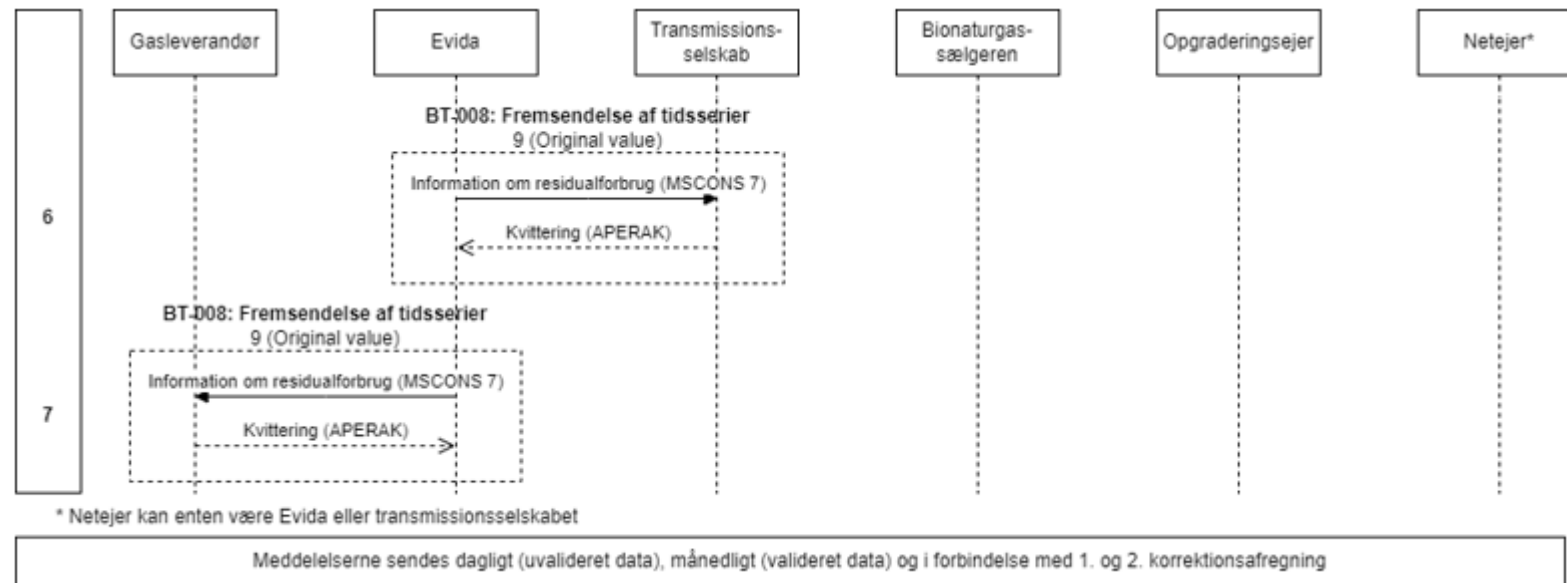 Gasleverandør
Evida
Transmissions-
selskab
Bionaturgas-
sælgeren
Opgraderingsejer
Netejer*
BT-008: Fremsendelse af tidsserier
9 (Original value)
Information om residualforbrug (MSCONS 7)
6
Kvittering (APERAK)
BT-008: Fremsendelse af tidsserier
9 (Original value)
Information om residualforbrug (MSCONS 7)
7
Kvittering (APERAK)
* Netejer kan enten være Evida eller transmissionsselskabet
Meddelelserne sendes dagligt (uvalideret data), månedligt (valideret data) og i forbindelse med 1. og 2. korrektionsafregning